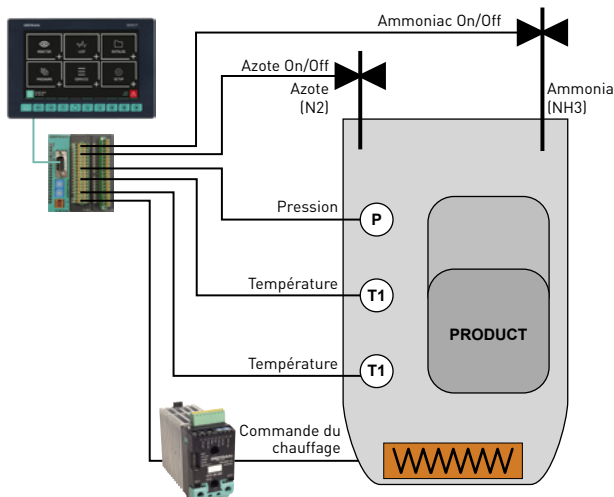 Ammoniac On/Off
Azote On/Off
Azote
(N2)
Ammonia
(NH3)
Pression
P
Température
T1
PRODUCT
Température
T1
Commande du
chauffage
SETUP